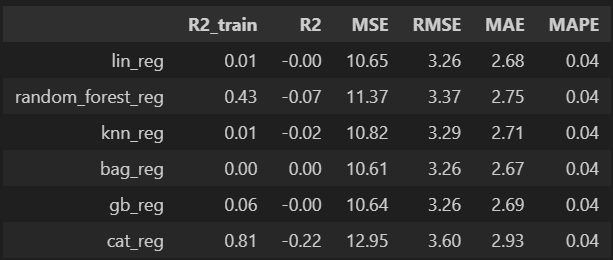 R2_train R2 MSE RMSE MAE MAPE
lin_reg 0.01 -0.00 10.65 3.26 2.68 0.04
random_forest_reg 0.43 -0.07 11.37 3.37 2.75 0.04
knn_reg 0.01 -0.02 10.82 3.29 2.71 0.04
bag_reg 0.00 0.00 10.61 3.26 2.67 0.04
gb_reg 0.06 -0.00 10.64 3.26 2.69 0.04
cat_reg 0.81 -0.22 12.95 3.60 2.93 0.04